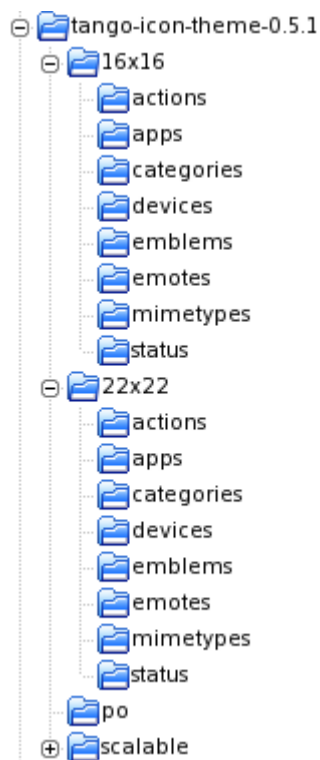 tango-icon-theme-0.5.1
16x16
actions
apps
categories
devices
emblems
emotes
mimetypes
status
22x22
actions
apps
categories
devices
emblems
emotes
mimetypes
status
po
scalable